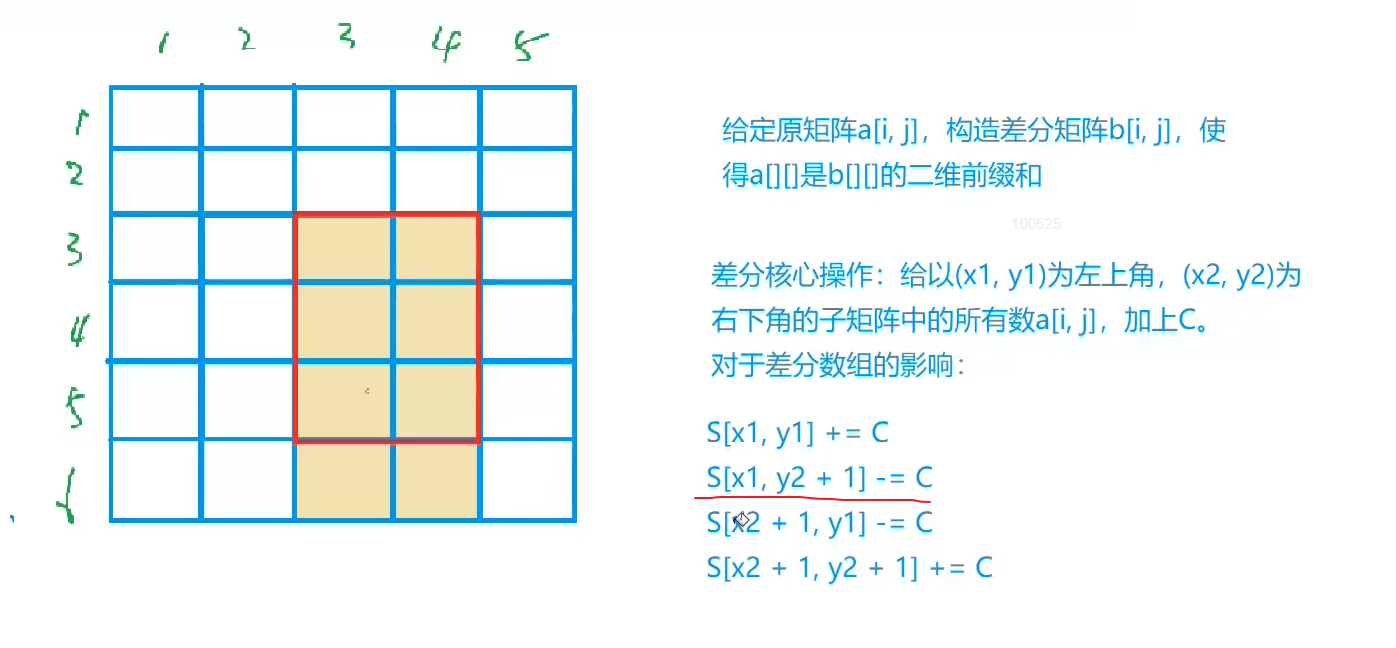 1 2 3 4 5
1
2
3
4
5
6
给定原矩阵a[i, j]，构造差分矩阵b[i, j]，使
得a[][]是b[][]的二维前缀和
100525
差分核心操作：给以(x1, y1)为左上角，(x2, y2)为
右下角的子矩阵中的所有数a[i, j]，加上C。
对于差分数组的影响：
S[x1, y1] += C
S[x1, y2 + 1] -= C
S[x2 + 1, y1] -= C
S[x2 + 1, y2 + 1] += C